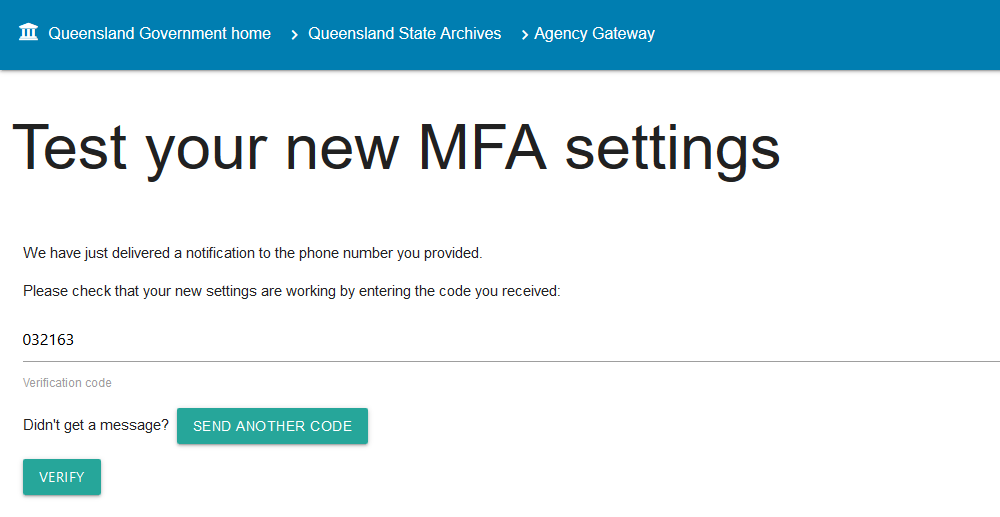 Queensland Government home > Queensland State Archives > Agency Gateway
Test your new MFA settings
We have just delivered a notification to the phone number you provided.
Please check that your new settings are working by entering the code you received:
032163
Verification code
Didn't get a message? SEND ANOTHER CODE
VERIFY